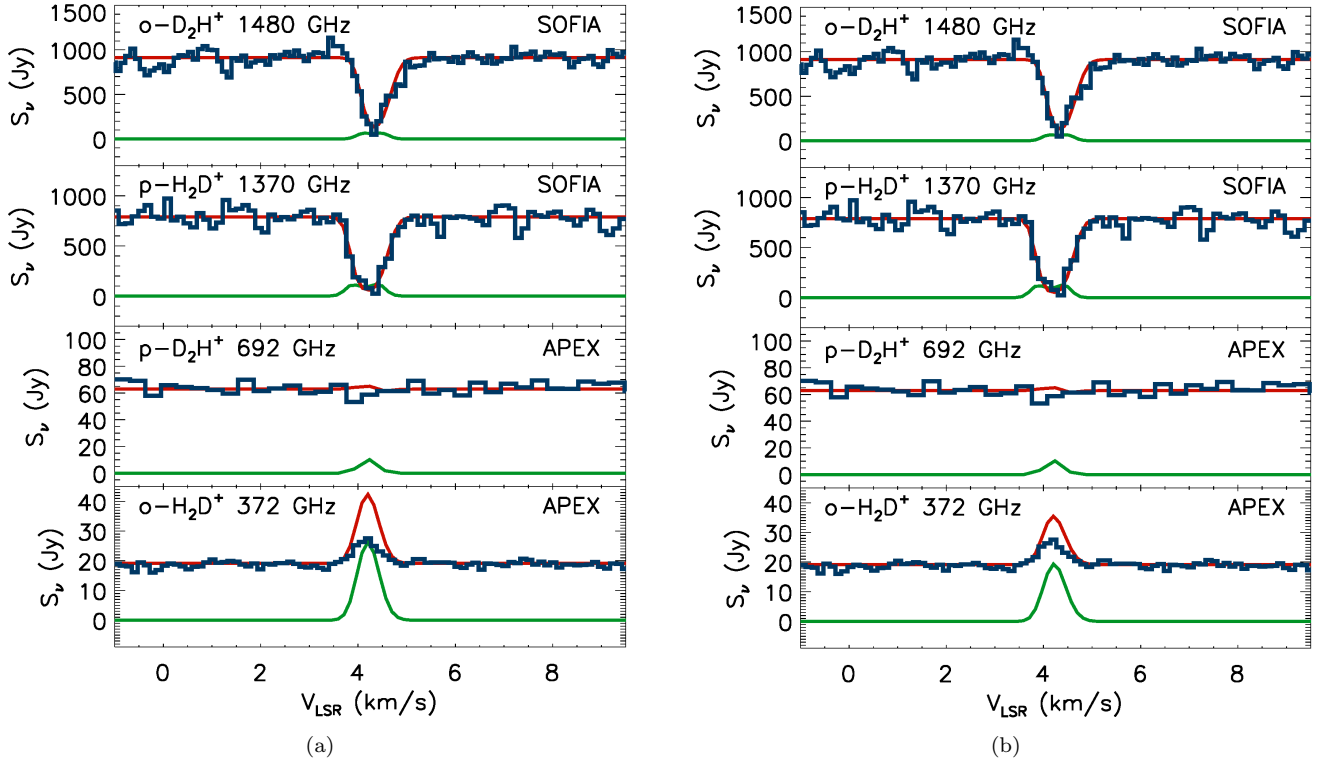 o-D₂H⁺ 1480 GHz SOFIA
1500
1000
500
0
Sν (Jy)
p-H₂D⁺ 1370 GHz SOFIA
1000
500
0
Sν (Jy)
p-D₂H⁺ 692 GHz APEX
100
80
60
40
20
0
Sν (Jy)
o-H₂D⁺ 372 GHz APEX
40
30
20
10
0
Sν (Jy)
0 2 4 6 8
V_LSR (km/s)
(a)
o-D₂H⁺ 1480 GHz SOFIA
1500
1000
500
0
Sν (Jy)
p-H₂D⁺ 1370 GHz SOFIA
1000
500
0
Sν (Jy)
p-D₂H⁺ 692 GHz APEX
100
80
60
40
20
0
Sν (Jy)
o-H₂D⁺ 372 GHz APEX
40
30
20
10
0
Sν (Jy)
0 2 4 6 8
V_LSR (km/s)
(b)